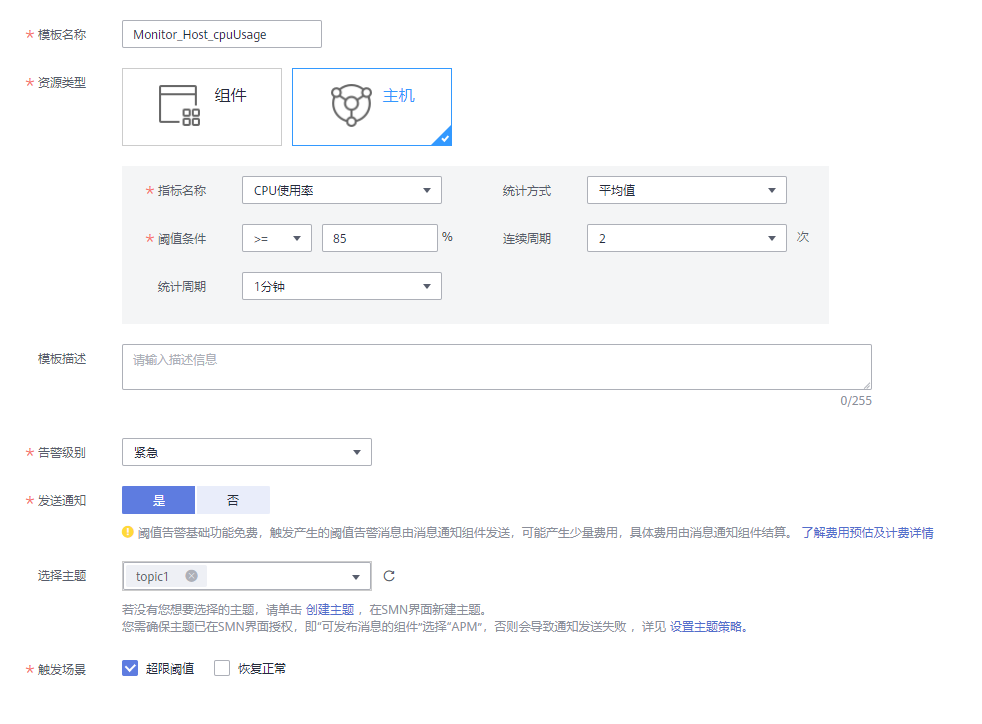 * 模板名称 Monitor_Host_cpuUsage
* 资源类型 组件 主机
* 指标名称 CPU使用率 统计方式 平均值
* 阈值条件 >= 85 % 连续周期 2 次
统计周期 1分钟
模板描述 请输入描述信息
0/255
* 告警级别 紧急
* 发送通知 是 否
阈值告警基础功能免费，触发产生的阈值告警消息由消息通知组件发送，可能产生少量费用，具体费用由消息通知组件结算。 了解费用预估及计费详情
选择主题 topic1
若没有您想要选择的主题，请单击 创建主题 ，在SMN界面新建主题。
您需确保主题已在SMN界面授权，即“可发布消息的组件”选择“APM”，否则会导致通知发送失败 ，详见 设置主题策略。
* 触发场景 超限阈值 恢复正常